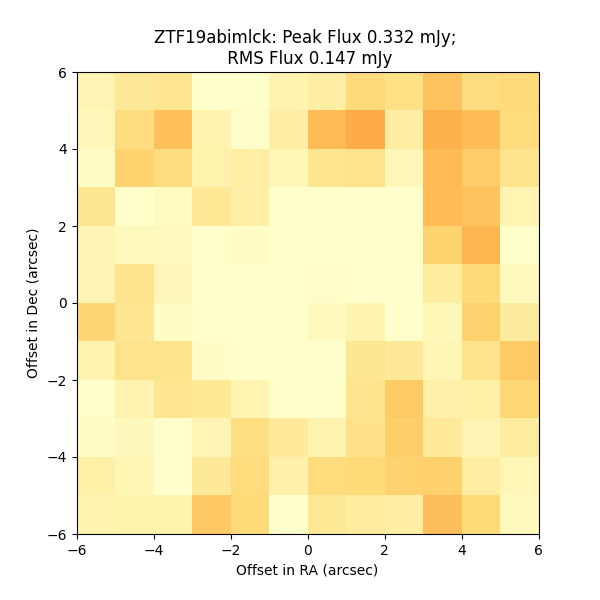 ZTF19abimlck: Peak Flux 0.332 mJy;
RMS Flux 0.147 mJy
6
4
2
0
−2
−4
−6
Offset in Dec (arcsec)
−6 −4 −2 0 2 4 6
Offset in RA (arcsec)